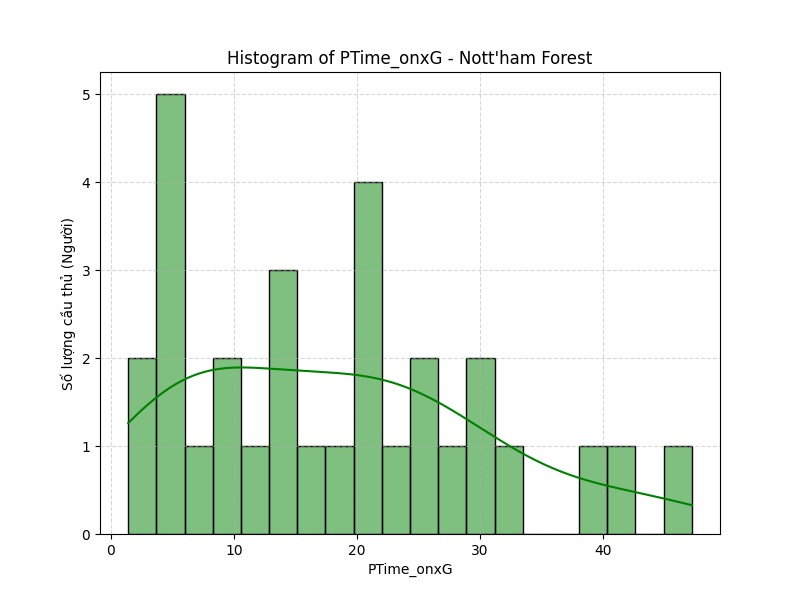 Histogram of PTime_onxG - Nott'ham Forest
5
4
3
2
1
0
Số lượng cầu thủ (Người)
0 10 20 30 40
PTime_onxG